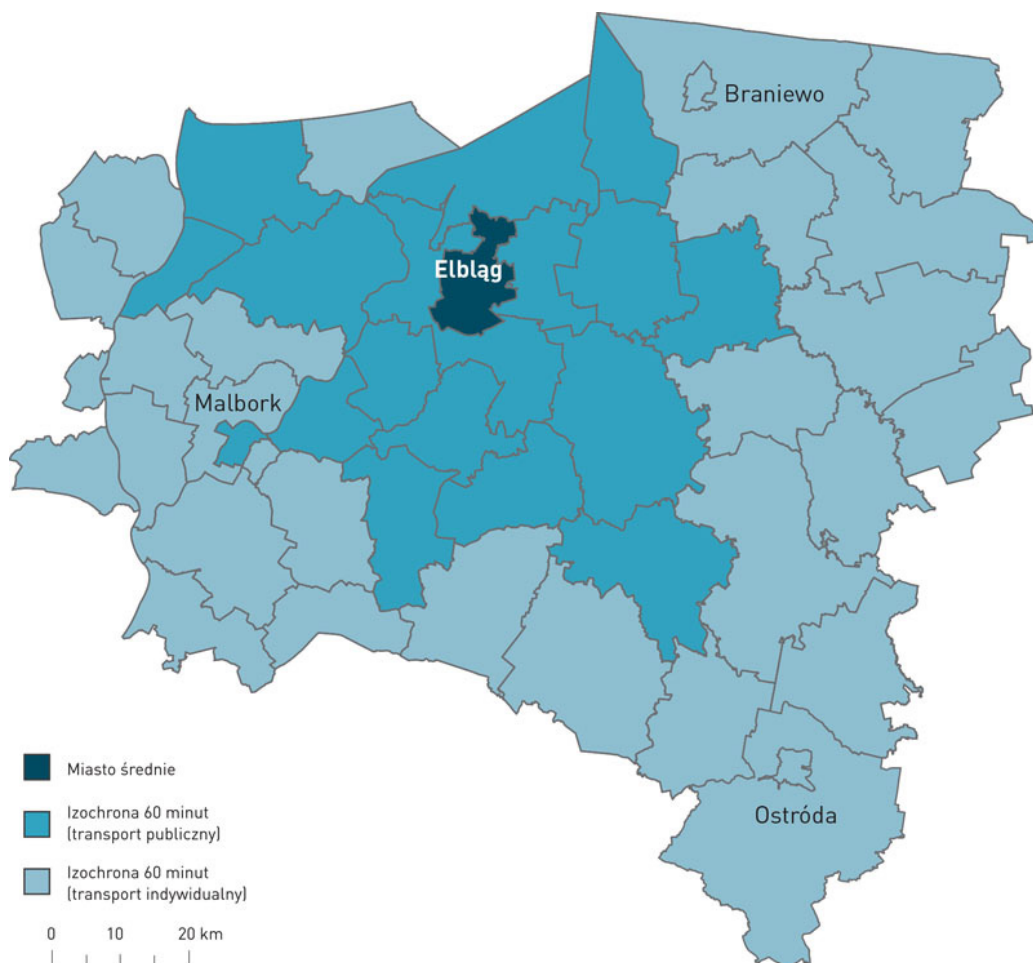 Braniewo
Elbląg
Malbork
Ostróda
Miasto średnie
Izochrona 60 minut
(transport publiczny)
Izochrona 60 minut
(transport indywidualny)
0 10 20 km